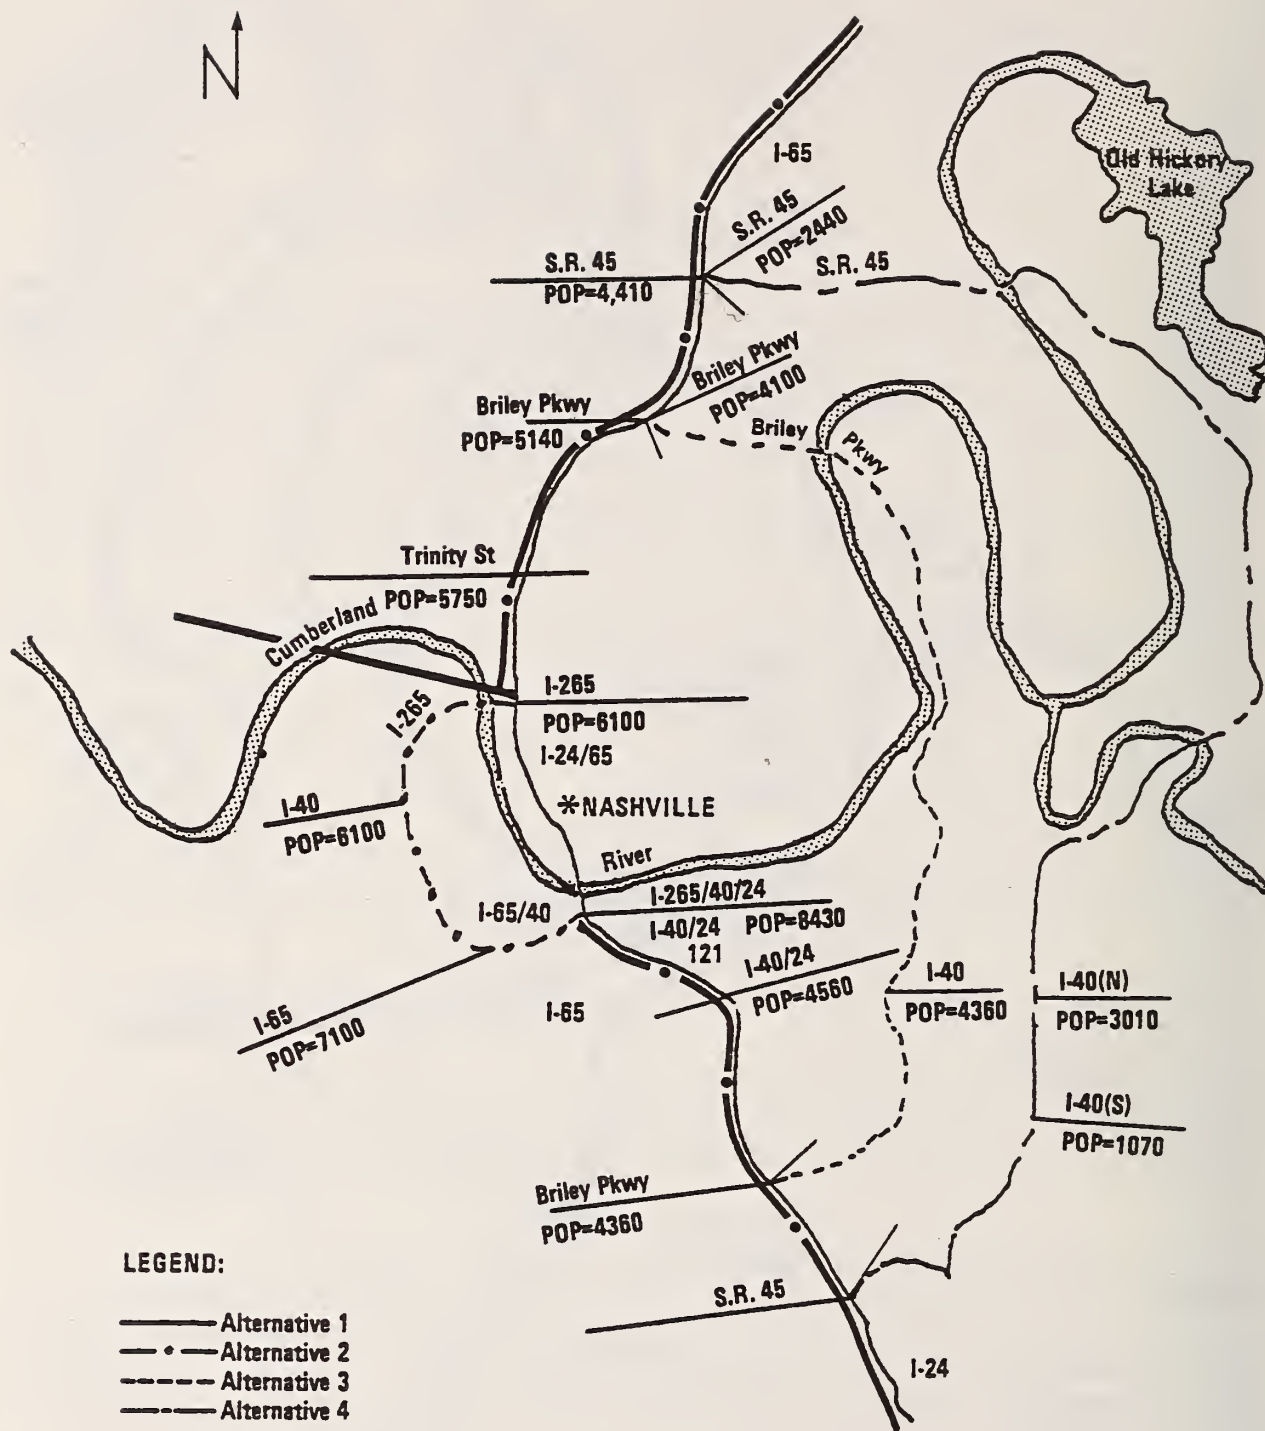 N
I-65
Old Hickory
Lake
S.R. 45
POP=2440
S.R. 45
POP=4,410
S.R. 45
Briley Pkwy
POP=4100
Briley Pkwy
POP=5140
Briley Pkwy
Trinity St
POP=5750
Cumberland
I-265
POP=6100
I-265
I-24/65
I-40
POP=6100
*NASHVILLE
River
I-265/40/24
I-65/40
I-40/24 POP=8430
121
I-40/24
POP=4560
I-40
POP=4360
I-40(N)
POP=3010
I-65
POP=7100
I-65
I-40(S)
POP=1070
Briley Pkwy
POP=4360
S.R. 45
I-24
LEGEND:
Alternative 1
Alternative 2
Alternative 3
Alternative 4